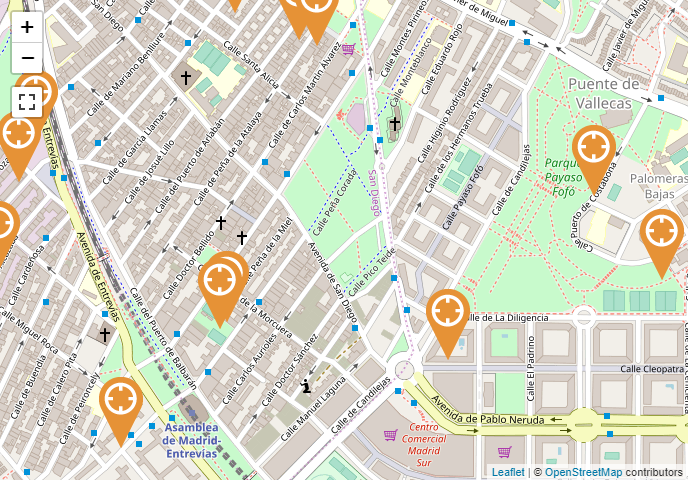 +
−
San Diego
Calle de Mariano Benlliure
Calle Santa Alicia
Calle de Carlos Martín Álvarez
Calle Montes Pirineos
Calle Monteblanco
Calle Eduardo Rojo
Javier de Miguel
Calle Javier de Miguel
Puente de
Vallecas
Calle Higinio Rodríguez
Calle de los Hermanos Trueba
Calle de Candilejas
Calle Payaso Fofó
Parque
Payaso
Fofó
Puerto de Costabona
Calle
Palomeras
Bajas
Entrevías
Calle de García Llamas
Calle de Josué Lillo
Calle del Puerto de Arlabán
Calle de Peña de la Atalaya
Calle Peña Corada
San Diego
Calle Doctor Bellido
Calle Peña de la Miel
Avenida de San Diego
Calle Pico Teide
Calle Cardeñosa
Avenida de Entrevías
Calle del Puerto de Balbarán
de la Morcuera
Calle Miguel Roca
Calle de Buendía
Calle de Calero Pita
Calle de Peironcely
Calle Carlos Aurioles
Calle Doctor Sánchez
Calle Manuel Laguna
Calle de Candilejas
Calle de La Diligencia
Calle El Padrino
Calle Cleopatra
Avenida de Pablo Neruda
Asamblea
de Madrid-
Entrevías
Centro
Comercial
Madrid
Sur
Leaflet | © OpenStreetMap contributors